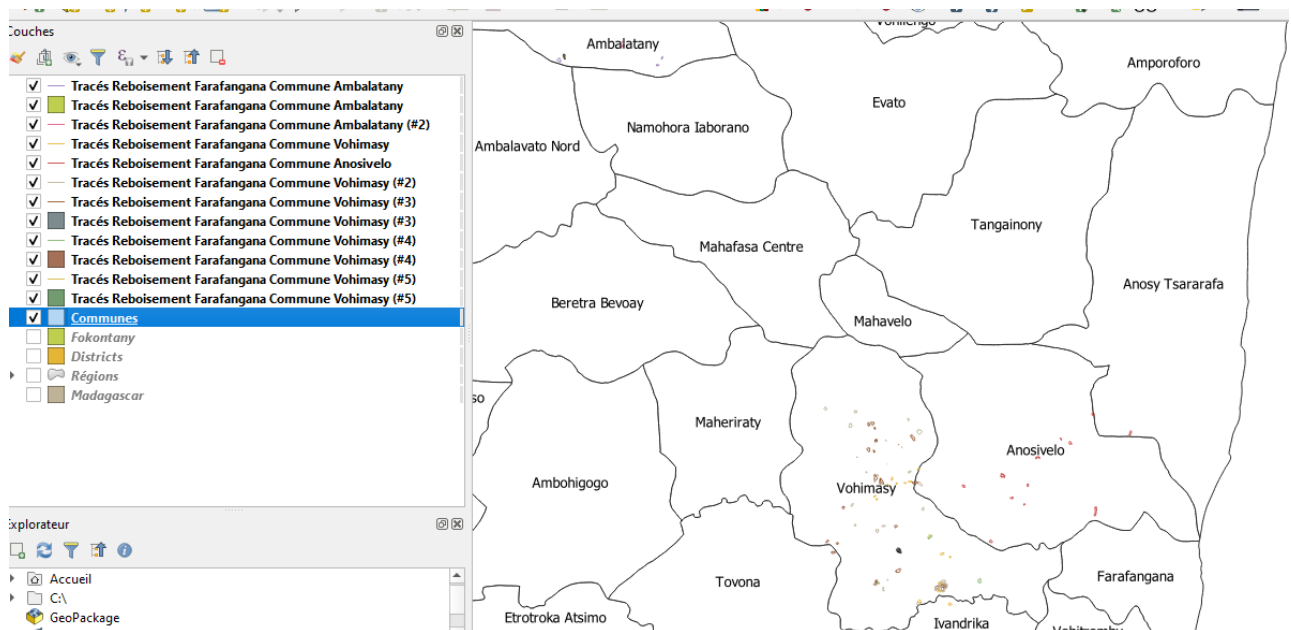 Couches
Tracés Reboisement Farafangana Commune Ambalatany
Tracés Reboisement Farafangana Commune Ambalatany
Tracés Reboisement Farafangana Commune Ambalatany (#2)
Tracés Reboisement Farafangana Commune Vohimasy
Tracés Reboisement Farafangana Commune Anosivelo
Tracés Reboisement Farafangana Commune Vohimasy (#2)
Tracés Reboisement Farafangana Commune Vohimasy (#3)
Tracés Reboisement Farafangana Commune Vohimasy (#3)
Tracés Reboisement Farafangana Commune Vohimasy (#4)
Tracés Reboisement Farafangana Commune Vohimasy (#4)
Tracés Reboisement Farafangana Commune Vohimasy (#5)
Tracés Reboisement Farafangana Commune Vohimasy (#5)
Communes
Fokontany
Districts
Régions
Madagascar
Explorateur
Accueil
C:\
GeoPackage
Ambalatany
Amporoforo
Evato
Namohora Iaborano
Ambalavato Nord
Tangainony
Mahafasa Centre
Anosy Tsararafa
Beretra Bevoay
Mahavelo
so
Maheriraty
Anosivelo
Ambohigogo
Vohimasy
Tovona
Farafangana
Etrotroka Atsimo
Ivandrika